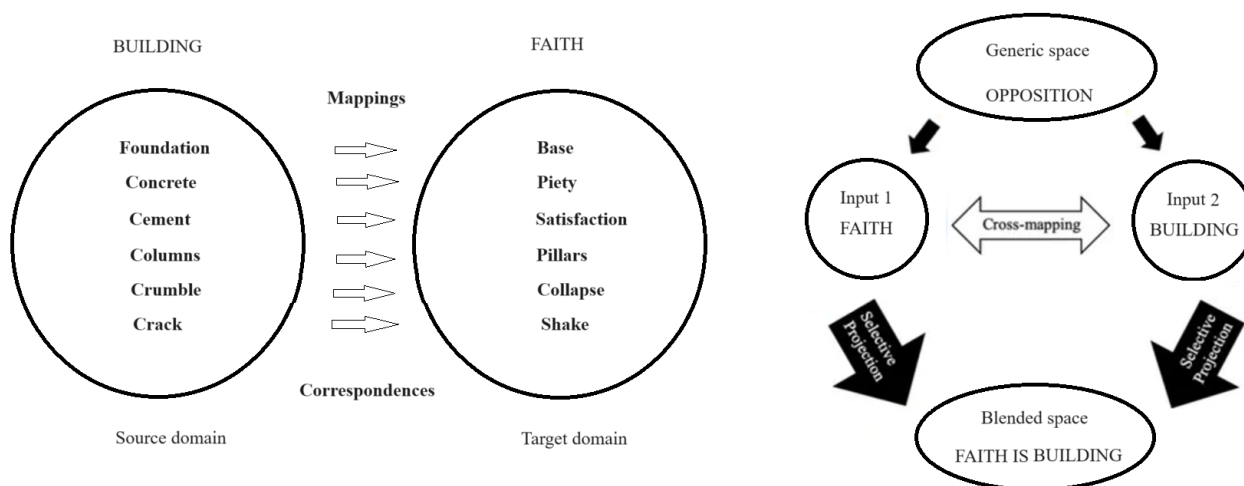 BUILDING
FAITH
Mappings
Foundation
Base
Concrete
Piety
Cement
Satisfaction
Columns
Pillars
Crumble
Collapse
Crack
Shake
Correspondences
Source domain
Target domain
Generic space
OPPOSITION
Input 1
FAITH
Cross-mapping
Input 2
BUILDING
Selective
Projection
Selective
Projection
Blended space
FAITH IS BUILDING